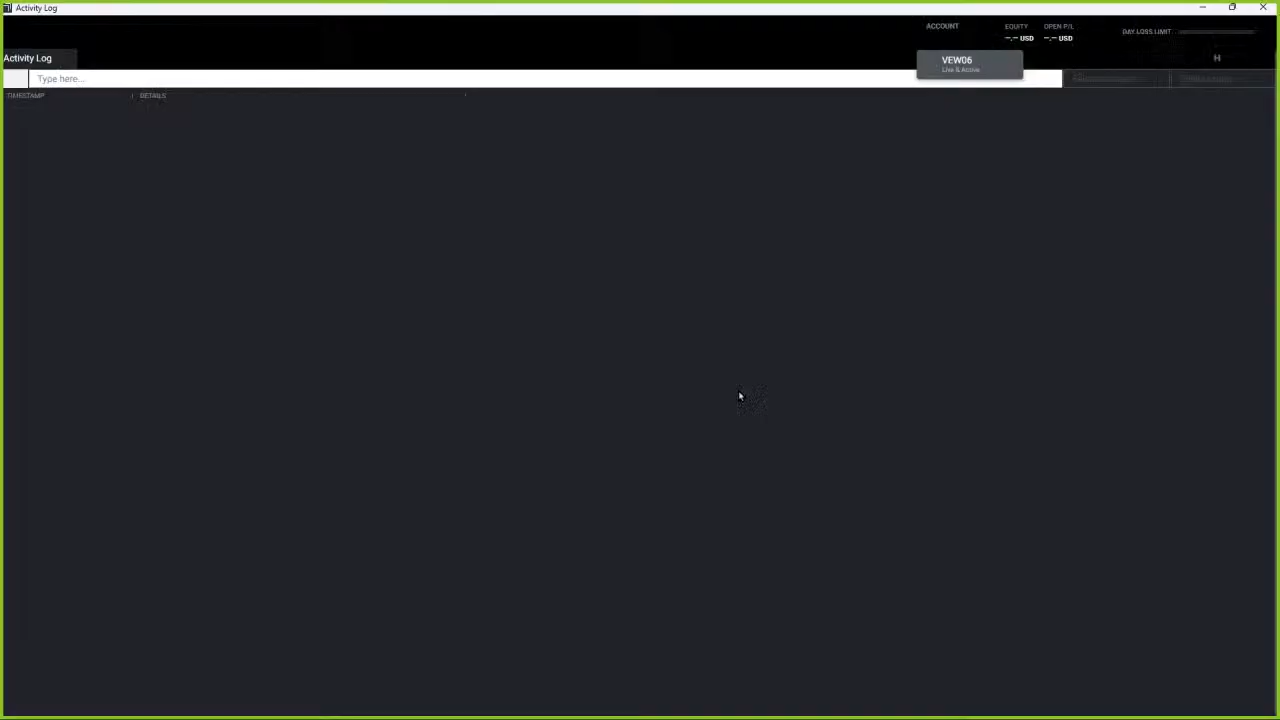 Activity Log
ACCOUNT
EQUITY
OPEN P/L
DAY LOSS LIMIT
--.-- USD
--.-- USD
Activity Log
VEW06
Live & Active
H
Type here...
TIMESTAMP
DETAILS